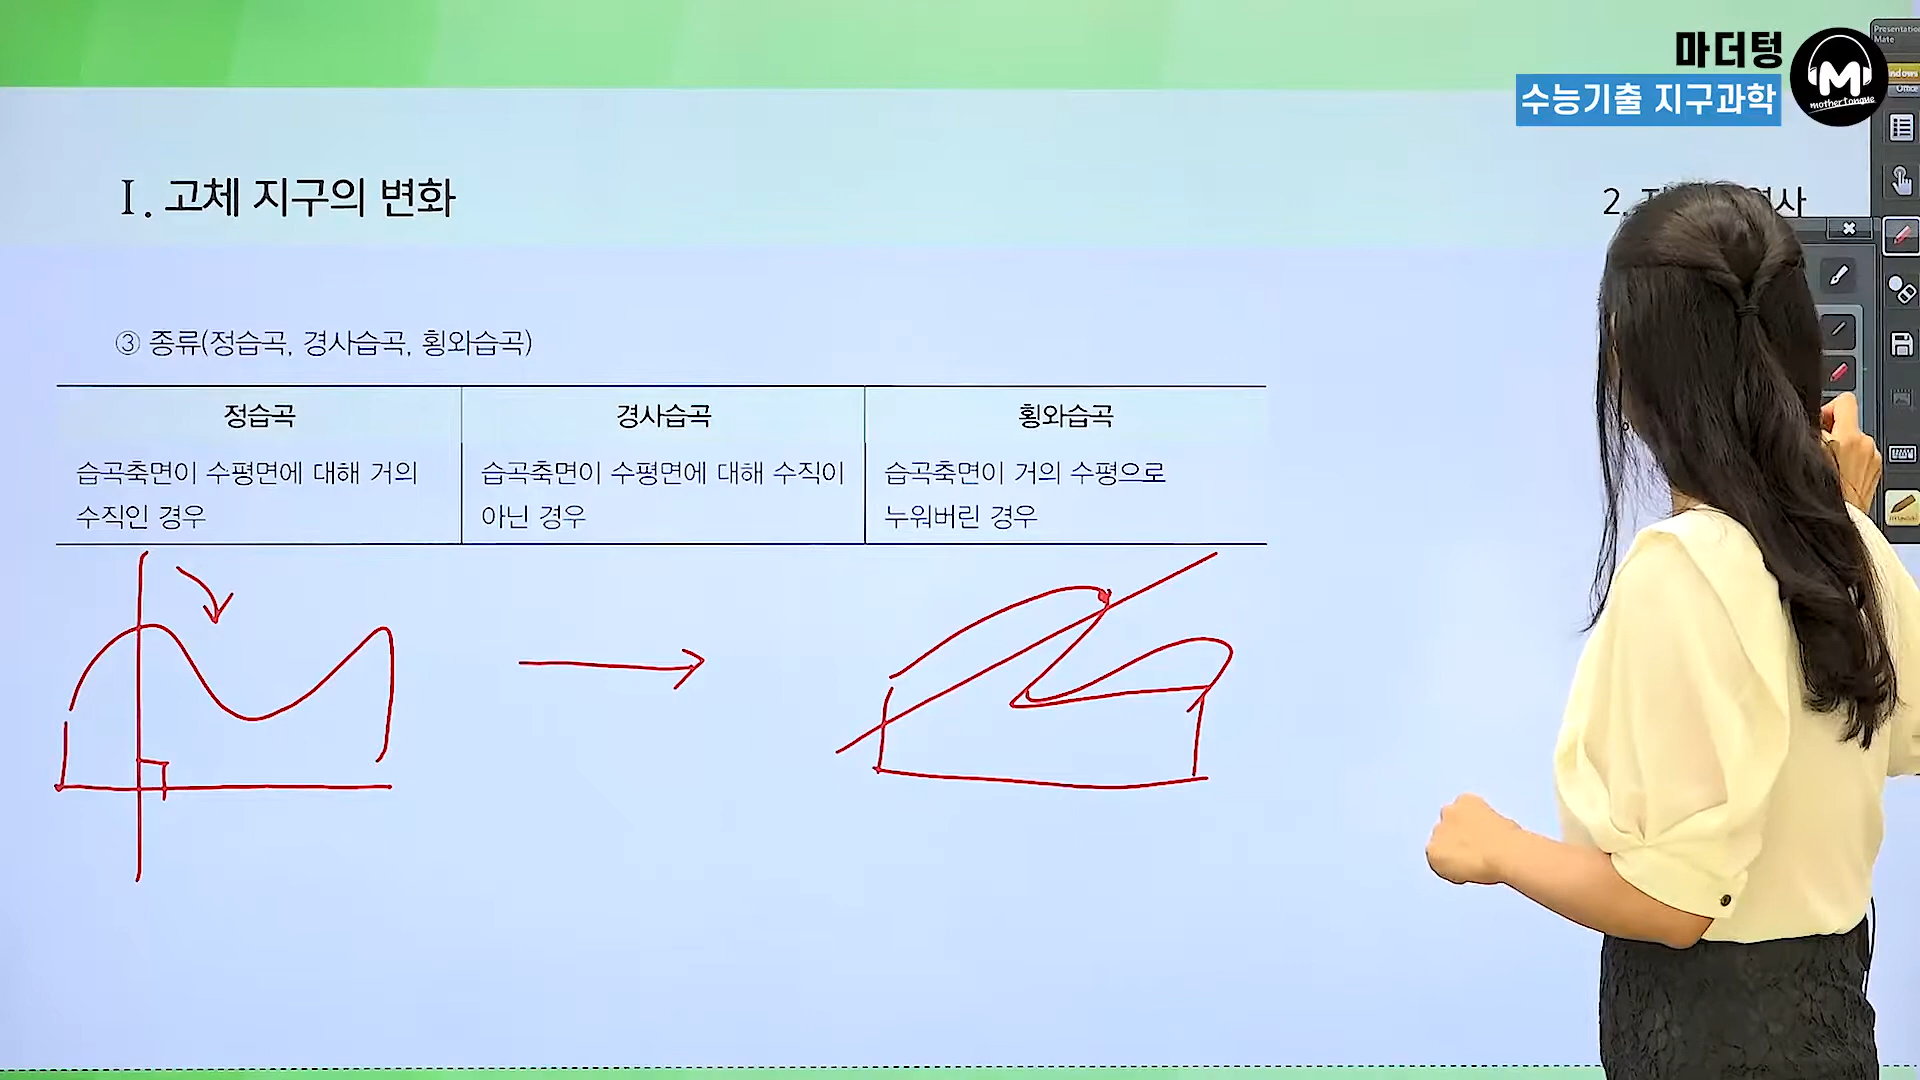 마더텅
수능기출 지구과학
mothertongue
Presentation
Mate
Office
I. 고체 지구의 변화
2.
③ 종류(정습곡, 경사습곡, 횡와습곡)
정습곡 경사습곡 횡와습곡
습곡축면이 수평면에 대해 거의 습곡축면이 수평면에 대해 수직이 습곡축면이 거의 수평으로
수직인 경우 아닌 경우 누워버린 경우